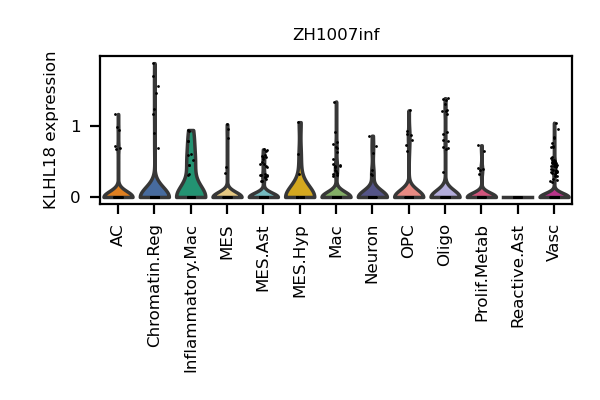 ZH1007inf
KLHL18 expression
1
0
AC
Chromatin.Reg
Inflammatory.Mac
MES
MES.Ast
MES.Hyp
Mac
Neuron
OPC
Oligo
Prolif.Metab
Reactive.Ast
Vasc